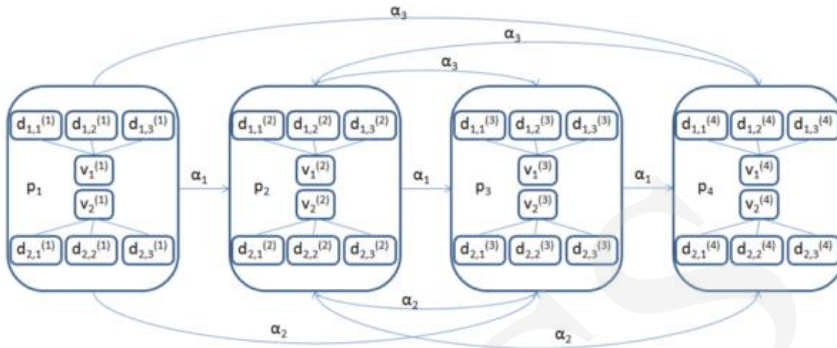 α₃
α₃
α₃
d₁,₁⁽¹⁾ d₁,₂⁽¹⁾ d₁,₃⁽¹⁾ d₁,₁⁽²⁾ d₁,₂⁽²⁾ d₁,₃⁽²⁾ d₁,₁⁽³⁾ d₁,₂⁽³⁾ d₁,₃⁽³⁾ d₁,₁⁽⁴⁾ d₁,₂⁽⁴⁾ d₁,₃⁽⁴⁾
v₁⁽¹⁾ v₁⁽²⁾ v₁⁽³⁾ v₁⁽⁴⁾
p₁ α₁ p₂ α₁ p₃ α₁ p₄
v₂⁽¹⁾ v₂⁽²⁾ v₂⁽³⁾ v₂⁽⁴⁾
d₂,₁⁽¹⁾ d₂,₂⁽¹⁾ d₂,₃⁽¹⁾ d₂,₁⁽²⁾ d₂,₂⁽²⁾ d₂,₃⁽²⁾ d₂,₁⁽³⁾ d₂,₂⁽³⁾ d₂,₃⁽³⁾ d₂,₁⁽⁴⁾ d₂,₂⁽⁴⁾ d₂,₃⁽⁴⁾
α₂
α₂ α₂